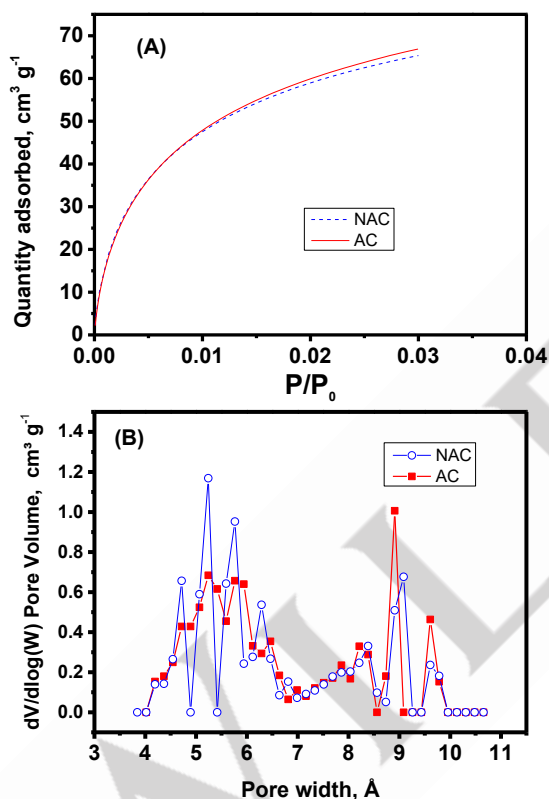 (A)
Quantity adsorbed, cm³ g⁻¹
70
60
50
40
30
20
10
0
NAC
AC
0.00 0.01 0.02 0.03 0.04
P/P₀
(B)
dV/dlog(W) Pore Volume, cm³ g⁻¹
1.4
1.2
1.0
0.8
0.6
0.4
0.2
0.0
NAC
AC
3 4 5 6 7 8 9 10 11
Pore width, Å